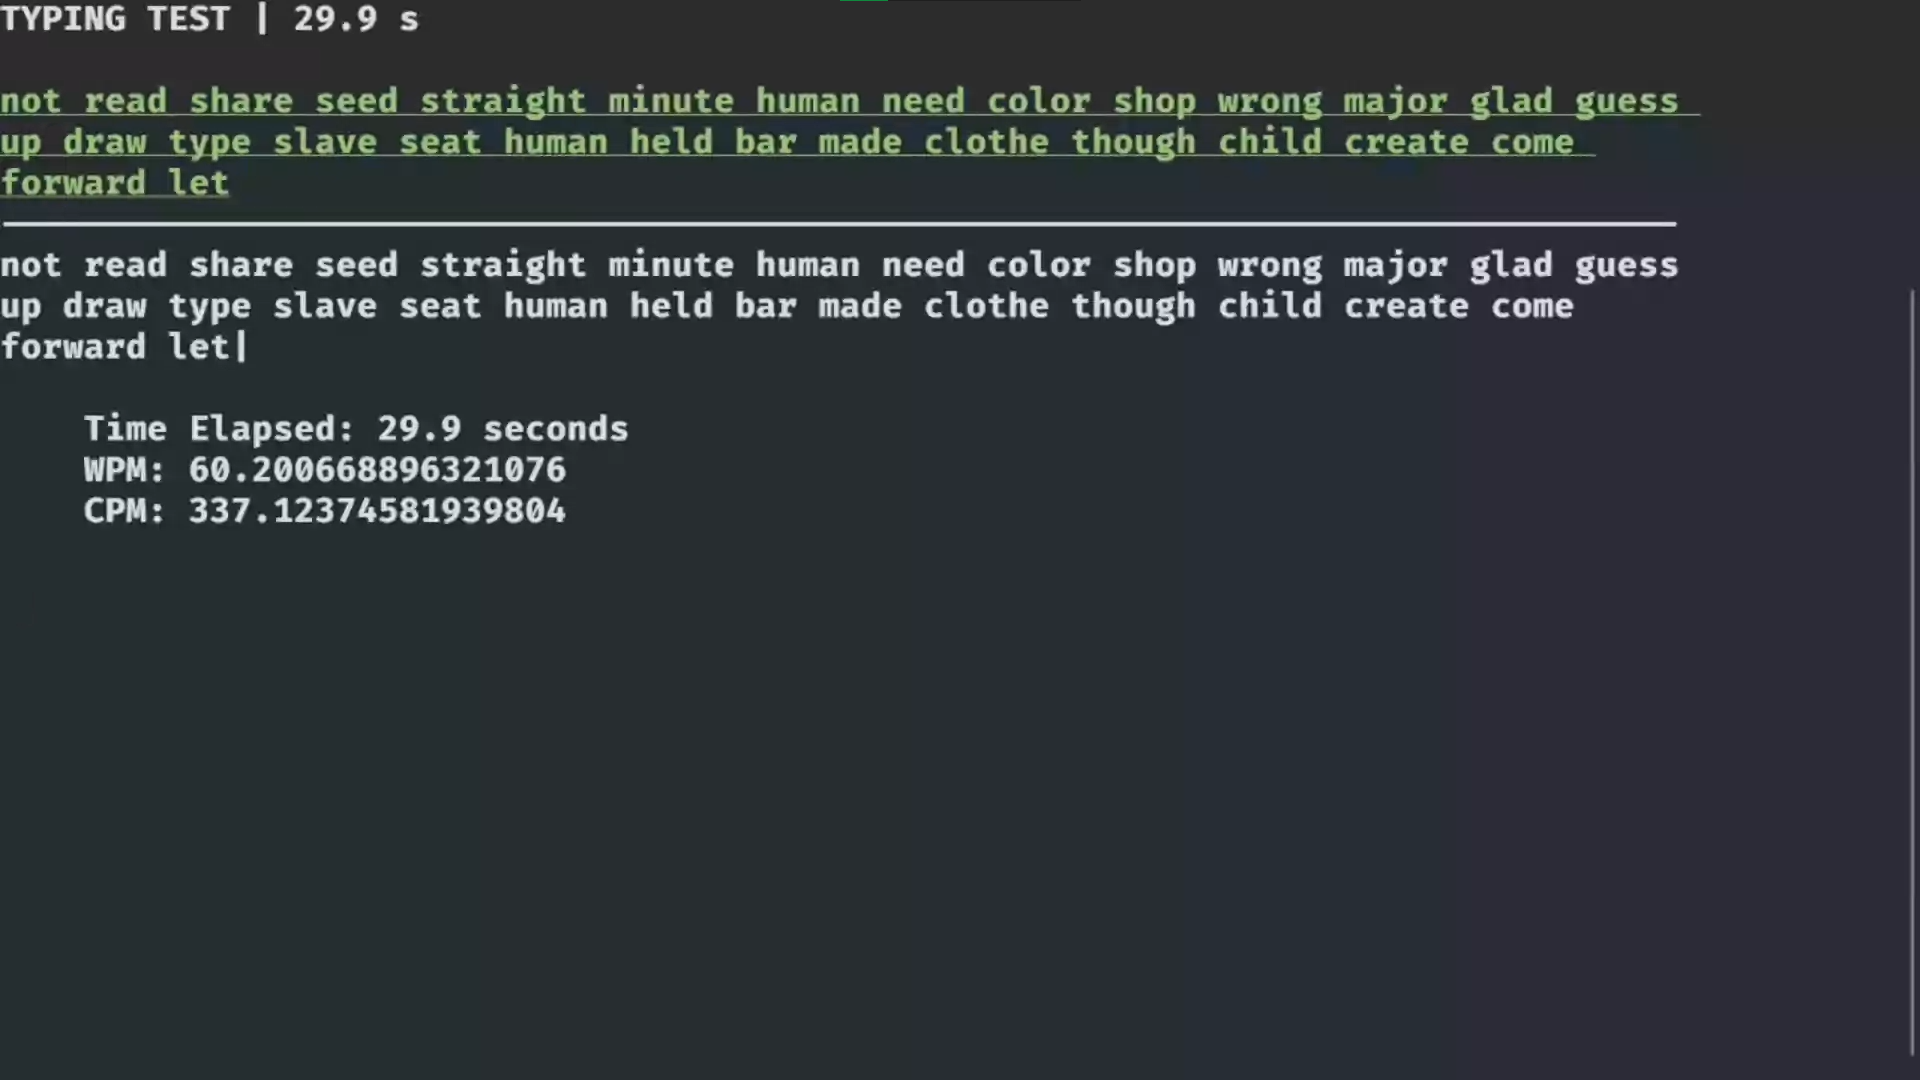 TYPING TEST | 29.9 s
not read share seed straight minute human need color shop wrong major glad guess
up draw type slave seat human held bar made clothe though child create come
forward let
not read share seed straight minute human need color shop wrong major glad guess
up draw type slave seat human held bar made clothe though child create come
forward let|
Time Elapsed: 29.9 seconds
WPM: 60.200668896321076
CPM: 337.12374581939804